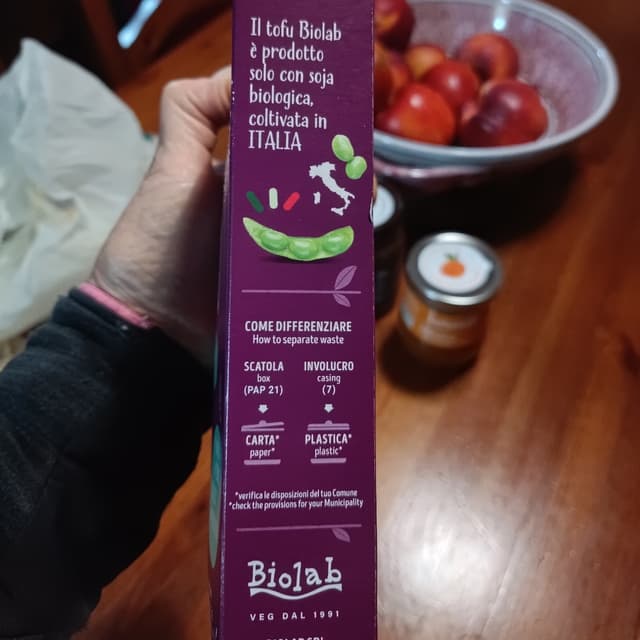 Il tofu Biolab
è prodotto
solo con soja
biologica,
coltivata in
ITALIA
COME DIFFERENZIARE
How to separate waste
SCATOLA
box
(PAP 21)
INVOLUCRO
casing
(7)
CARTA*
paper*
PLASTICA*
plastic*
*verifica le disposizioni del tuo Comune
*check the provisions for your Municipality
Biolab
VEG DAL 1991